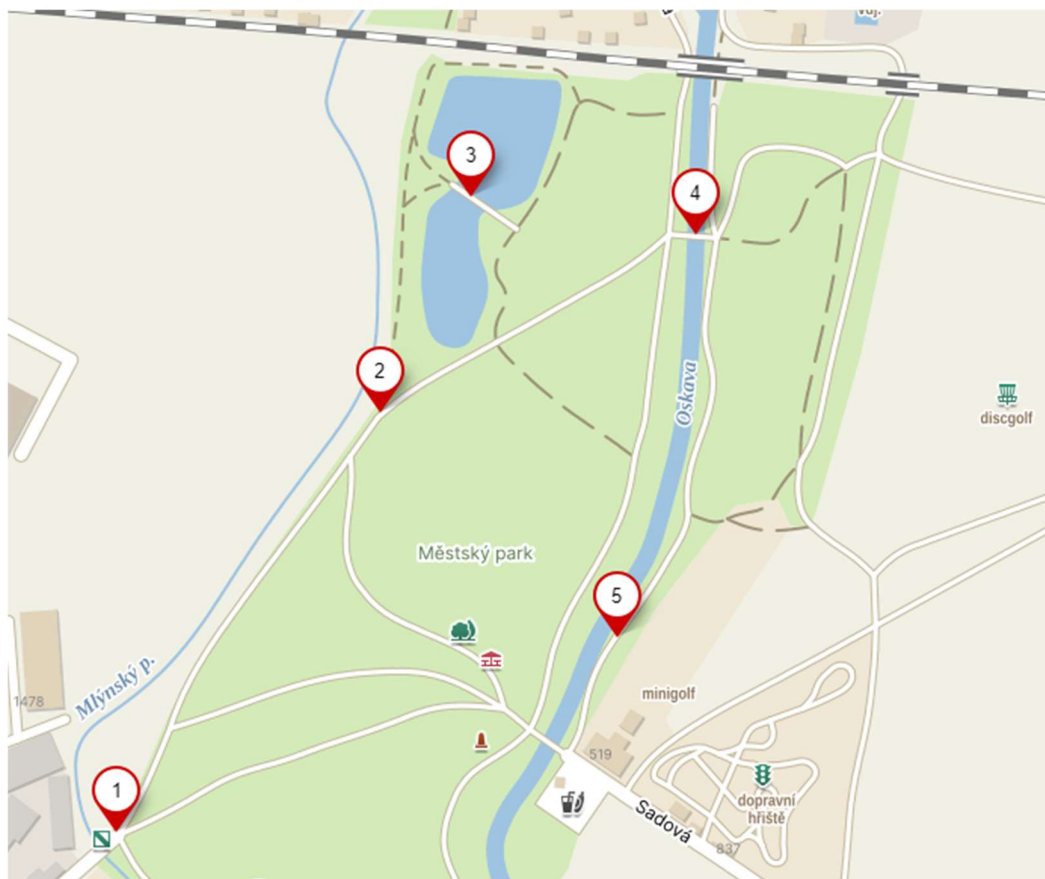 3
4
Oskava
2
discgolf
Městský park
5
Mlýnský p.
1478
minigolf
519
1
dopravní
hřiště
Sadová
837